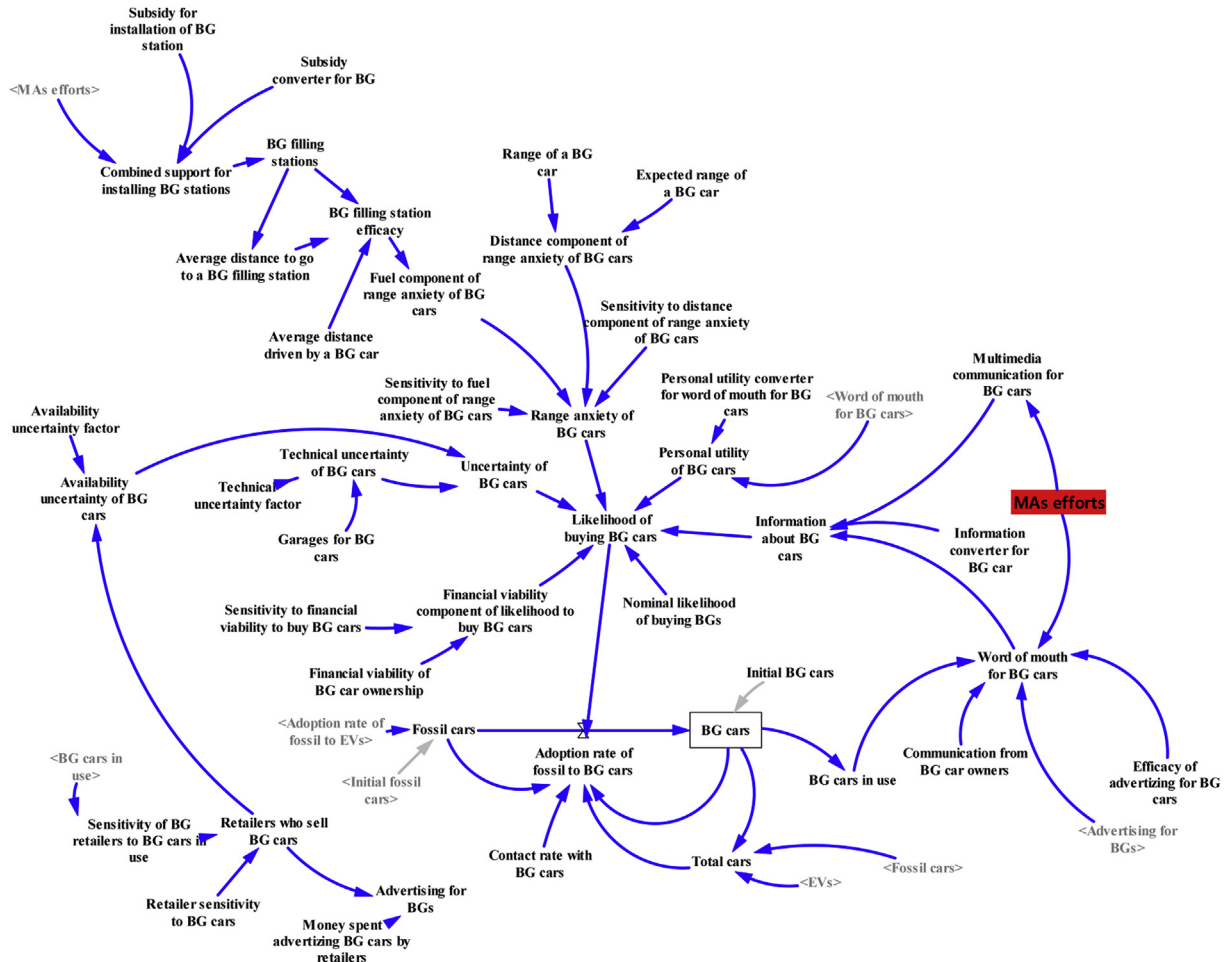 Subsidy for
installation of BG
station
Subsidy
converter for BG
<MAs efforts>
Combined support for
installing BG stations
BG filling
stations
BG filling station
efficacy
Average distance to go
to a BG filling station
Fuel component of
range anxiety of BG
cars
Average distance
driven by a BG car
Range of a BG
car
Expected range of
a BG car
Distance component of
range anxiety of BG cars
Sensitivity to distance
component of range anxiety
of BG cars
Sensitivity to fuel
component of range
anxiety of BG cars
Range anxiety of
BG cars
Personal utility converter
for word of mouth for BG
cars
<Word of mouth
for BG cars>
Multimedia
communication for
BG cars
Availability
uncertainty factor
Availability
uncertainty of BG
cars
Technical uncertainty
of BG cars
Technical
uncertainty factor
Garages for BG
cars
Uncertainty of
BG cars
Personal utility
of BG cars
Likelihood of
buying BG cars
Information
about BG
cars
MAs efforts
Information
converter for
BG car
Sensitivity to financial
viability to buy BG cars
Financial viability
component of likelihood to
buy BG cars
Nominal likelihood
of buying BGs
Financial viability of
BG car ownership
Word of mouth
for BG cars
Initial BG cars
<Adoption rate of
fossil to EVs>
Fossil cars
BG cars
<Initial fossil
cars>
Adoption rate of
fossil to BG cars
BG cars in use
Communication from
BG car owners
Efficacy of
advertizing for BG
cars
<BG cars in
use>
Sensitivity of BG
retailers to BG cars in
use
Retailers who sell
BG cars
Contact rate with
BG cars
Total cars
<EVs>
<Fossil cars>
<Advertising for
BGs>
Retailer sensitivity
to BG cars
Advertising for
BGs
Money spent
advertizing BG cars by
retailers